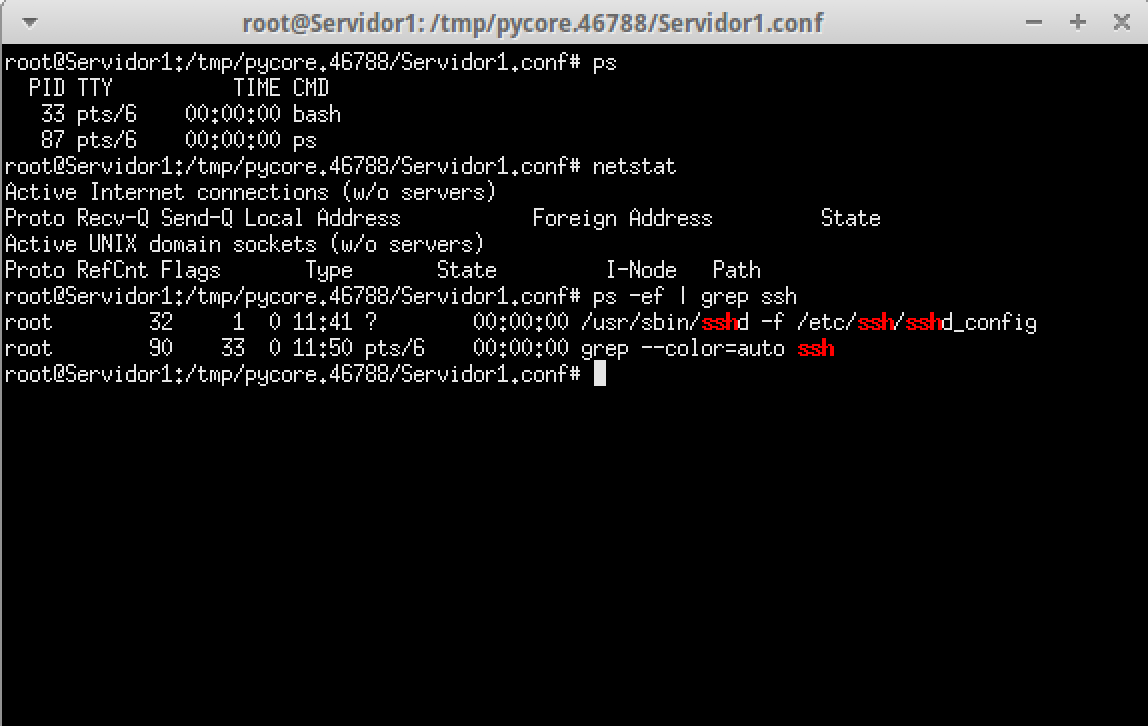 root@Servidor1: /tmp/pycore.46788/Servidor1.conf
root@Servidor1:/tmp/pycore.46788/Servidor1.conf# ps
  PID TTY          TIME CMD
   33 pts/6    00:00:00 bash
   87 pts/6    00:00:00 ps
root@Servidor1:/tmp/pycore.46788/Servidor1.conf# netstat
Active Internet connections (w/o servers)
Proto Recv-Q Send-Q Local Address           Foreign Address         State
Active UNIX domain sockets (w/o servers)
Proto RefCnt Flags       Type       State         I-Node   Path
root@Servidor1:/tmp/pycore.46788/Servidor1.conf# ps -ef | grep ssh
root        32     1  0 11:41 ?        00:00:00 /usr/sbin/sshd -f /etc/ssh/sshd_config
root        90    33  0 11:50 pts/6    00:00:00 grep --color=auto ssh
root@Servidor1:/tmp/pycore.46788/Servidor1.conf#